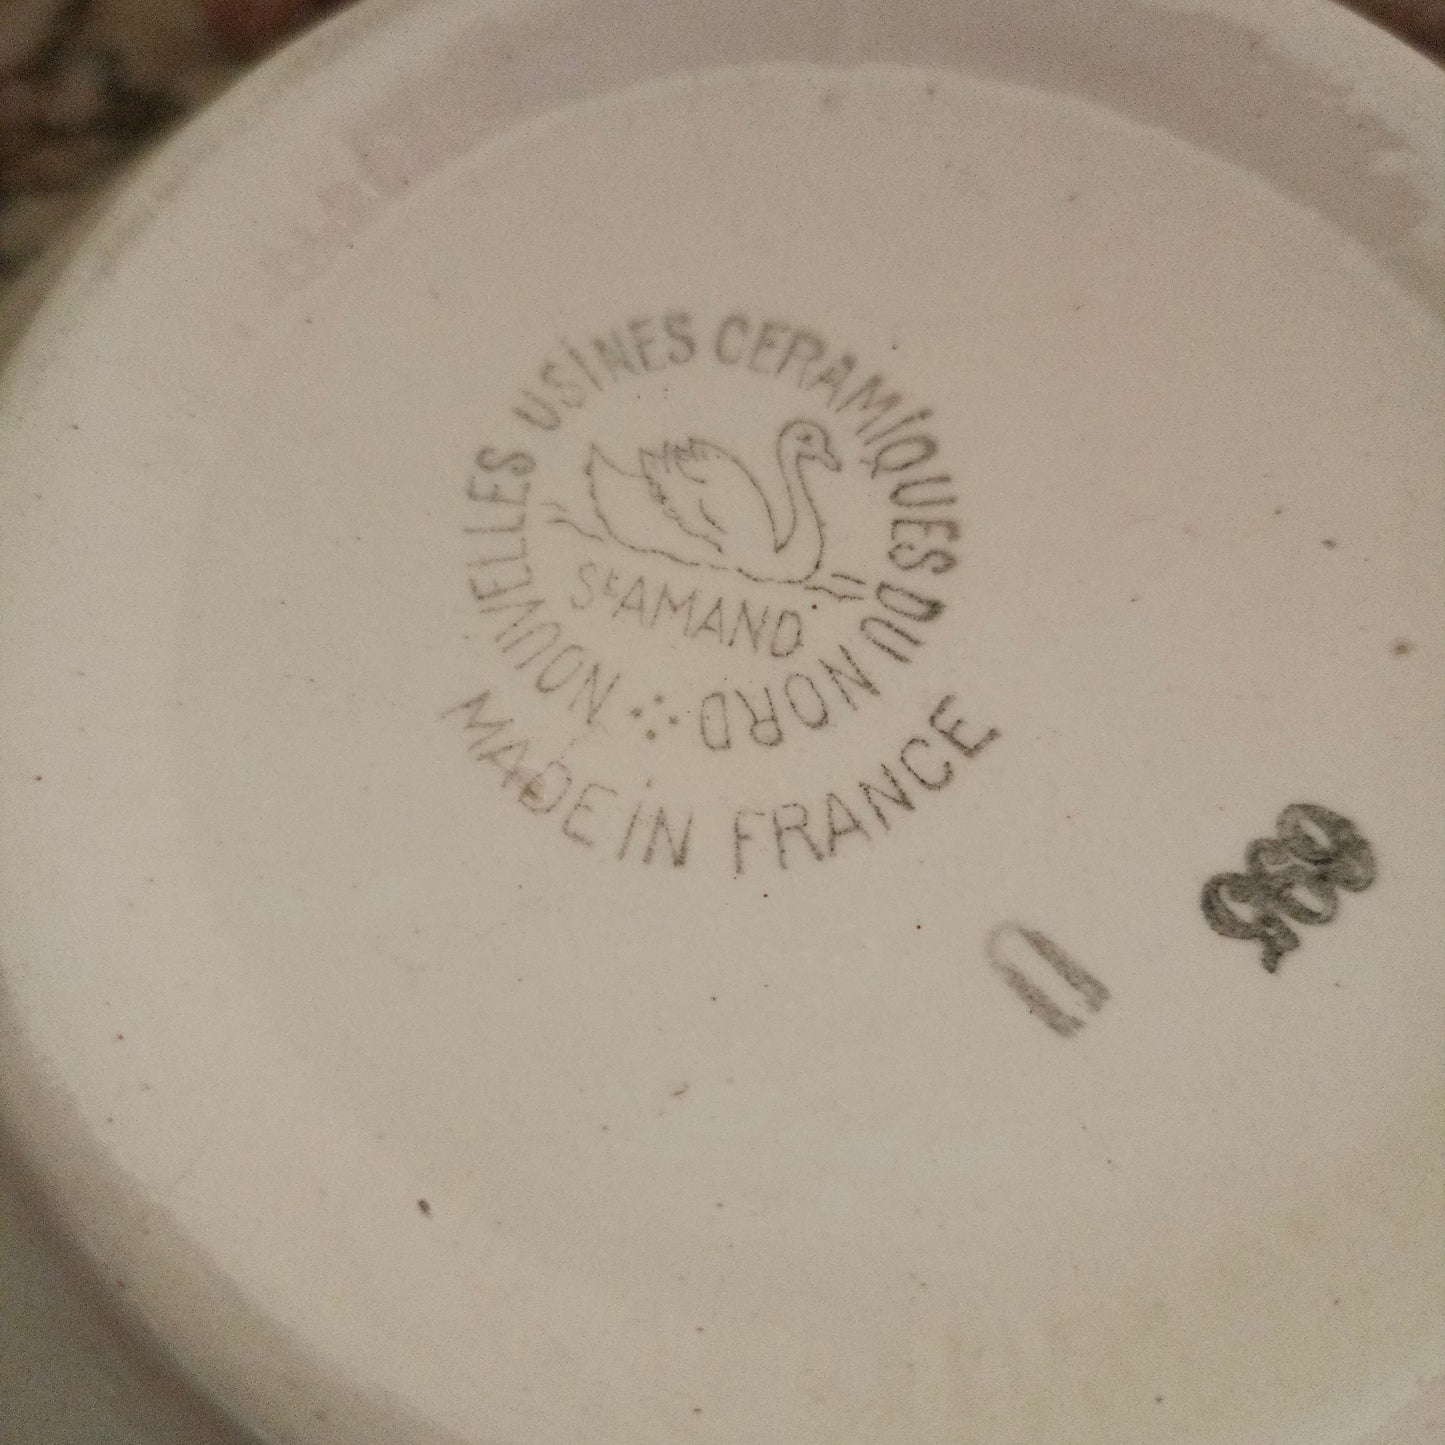 NOUVELLES USINES CERAMIQUES DU NORD
St AMAND
MADE IN FRANCE